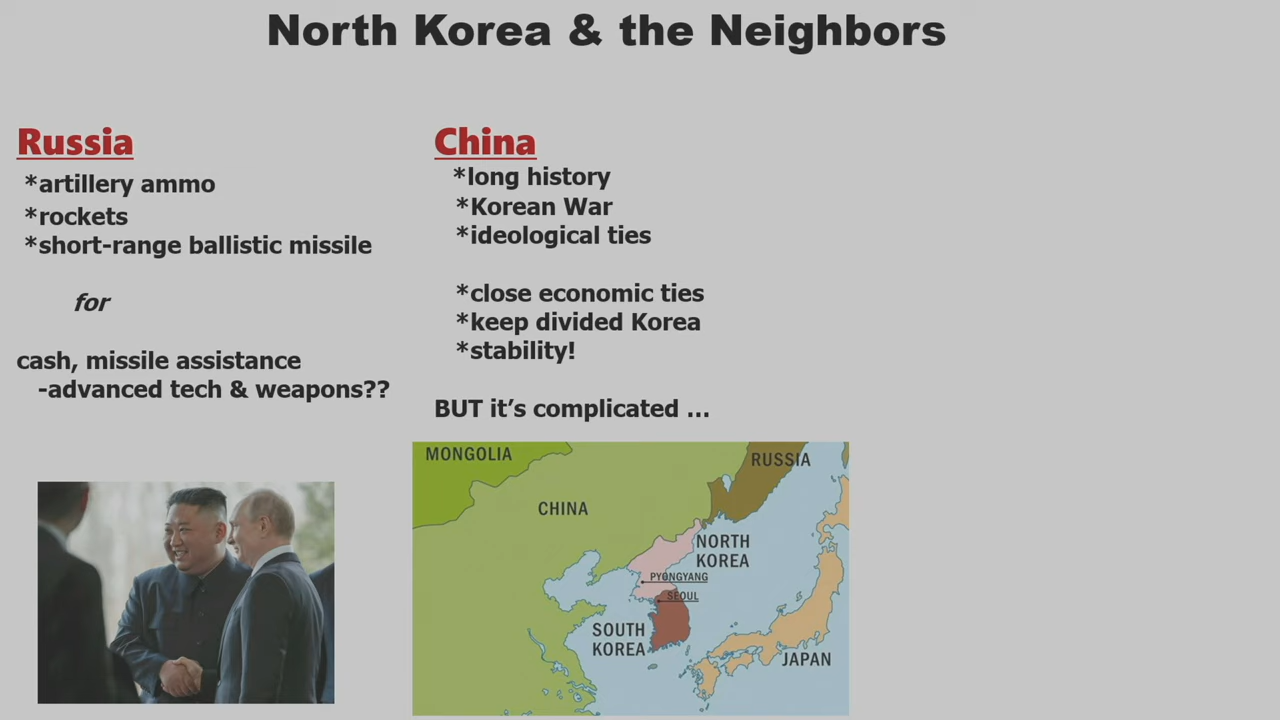 North Korea & the Neighbors
Russia
*artillery ammo
*rockets
*short-range ballistic missile
for
cash, missile assistance
-advanced tech & weapons??
China
*long history
*Korean War
*ideological ties
*close economic ties
*keep divided Korea
*stability!
BUT it’s complicated ...
MONGOLIA
RUSSIA
CHINA
NORTH
KOREA
PYONGYANG
SEOUL
SOUTH
KOREA
JAPAN